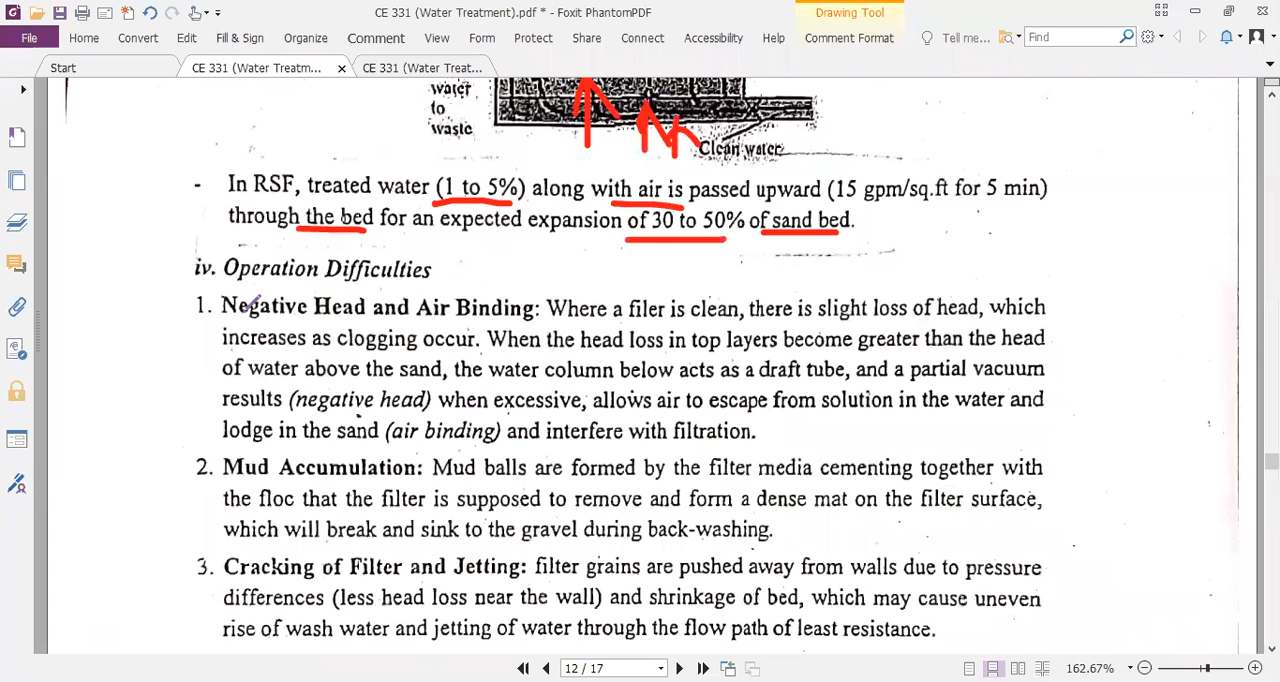 CE 331 (Water Treatment).pdf * - Foxit PhantomPDF
Drawing Tool
File Home Convert Edit Fill & Sign Organize Comment View Form Protect Share Connect Accessibility Help Comment Format Tell me... Find
Start CE 331 (Water Treatm... CE 331 (Water Treat...
water
to
waste
Clean water
- In RSF, treated water (1 to 5%) along with air is passed upward (15 gpm/sq.ft for 5 min)
through the bed for an expected expansion of 30 to 50% of sand bed.
iv. Operation Difficulties
1. Negative Head and Air Binding: Where a filer is clean, there is slight loss of head, which
increases as clogging occur. When the head loss in top layers become greater than the head
of water above the sand, the water column below acts as a draft tube, and a partial vacuum
results (negative head) when excessive, allows air to escape from solution in the water and
lodge in the sand (air binding) and interfere with filtration.
2. Mud Accumulation: Mud balls are formed by the filter media cementing together with
the floc that the filter is supposed to remove and form a dense mat on the filter surface,
which will break and sink to the gravel during back-washing.
3. Cracking of Filter and Jetting: filter grains are pushed away from walls due to pressure
differences (less head loss near the wall) and shrinkage of bed, which may cause uneven
rise of wash water and jetting of water through the flow path of least resistance.
12 / 17
162.67%